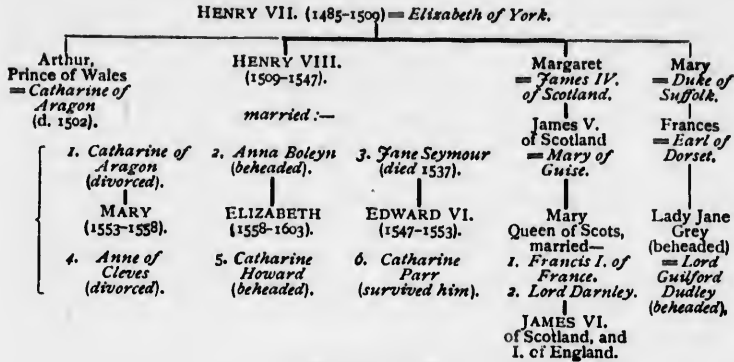 HENRY VII. (1485–1509) = Elizabeth of York.
Arthur,
Prince of Wales
= Catharine of
Aragon
(d. 1502).
HENRY VIII.
(1509–1547).
married :—
Margaret
= James IV.
of Scotland.
James V.
of Scotland
= Mary of
Guise.
Mary
= Duke of
Suffolk.
Frances
= Earl of
Dorset.
1. Catharine of
Aragon
(divorced).
MARY
(1553–1558).
2. Anna Boleyn
(beheaded).
ELIZABETH
(1558–1603).
3. Jane Seymour
(died 1537).
EDWARD VI.
(1547–1553).
4. Anne of
Cleves
(divorced).
5. Catharine
Howard
(beheaded).
6. Catharine
Parr
(survived him).
Mary
Queen of Scots,
married—
1. Francis I. of
France.
2. Lord Darnley.
JAMES VI.
of Scotland, and
I. of England.
Lady Jane
Grey
(beheaded)
= Lord
Guilford
Dudley
(beheaded),